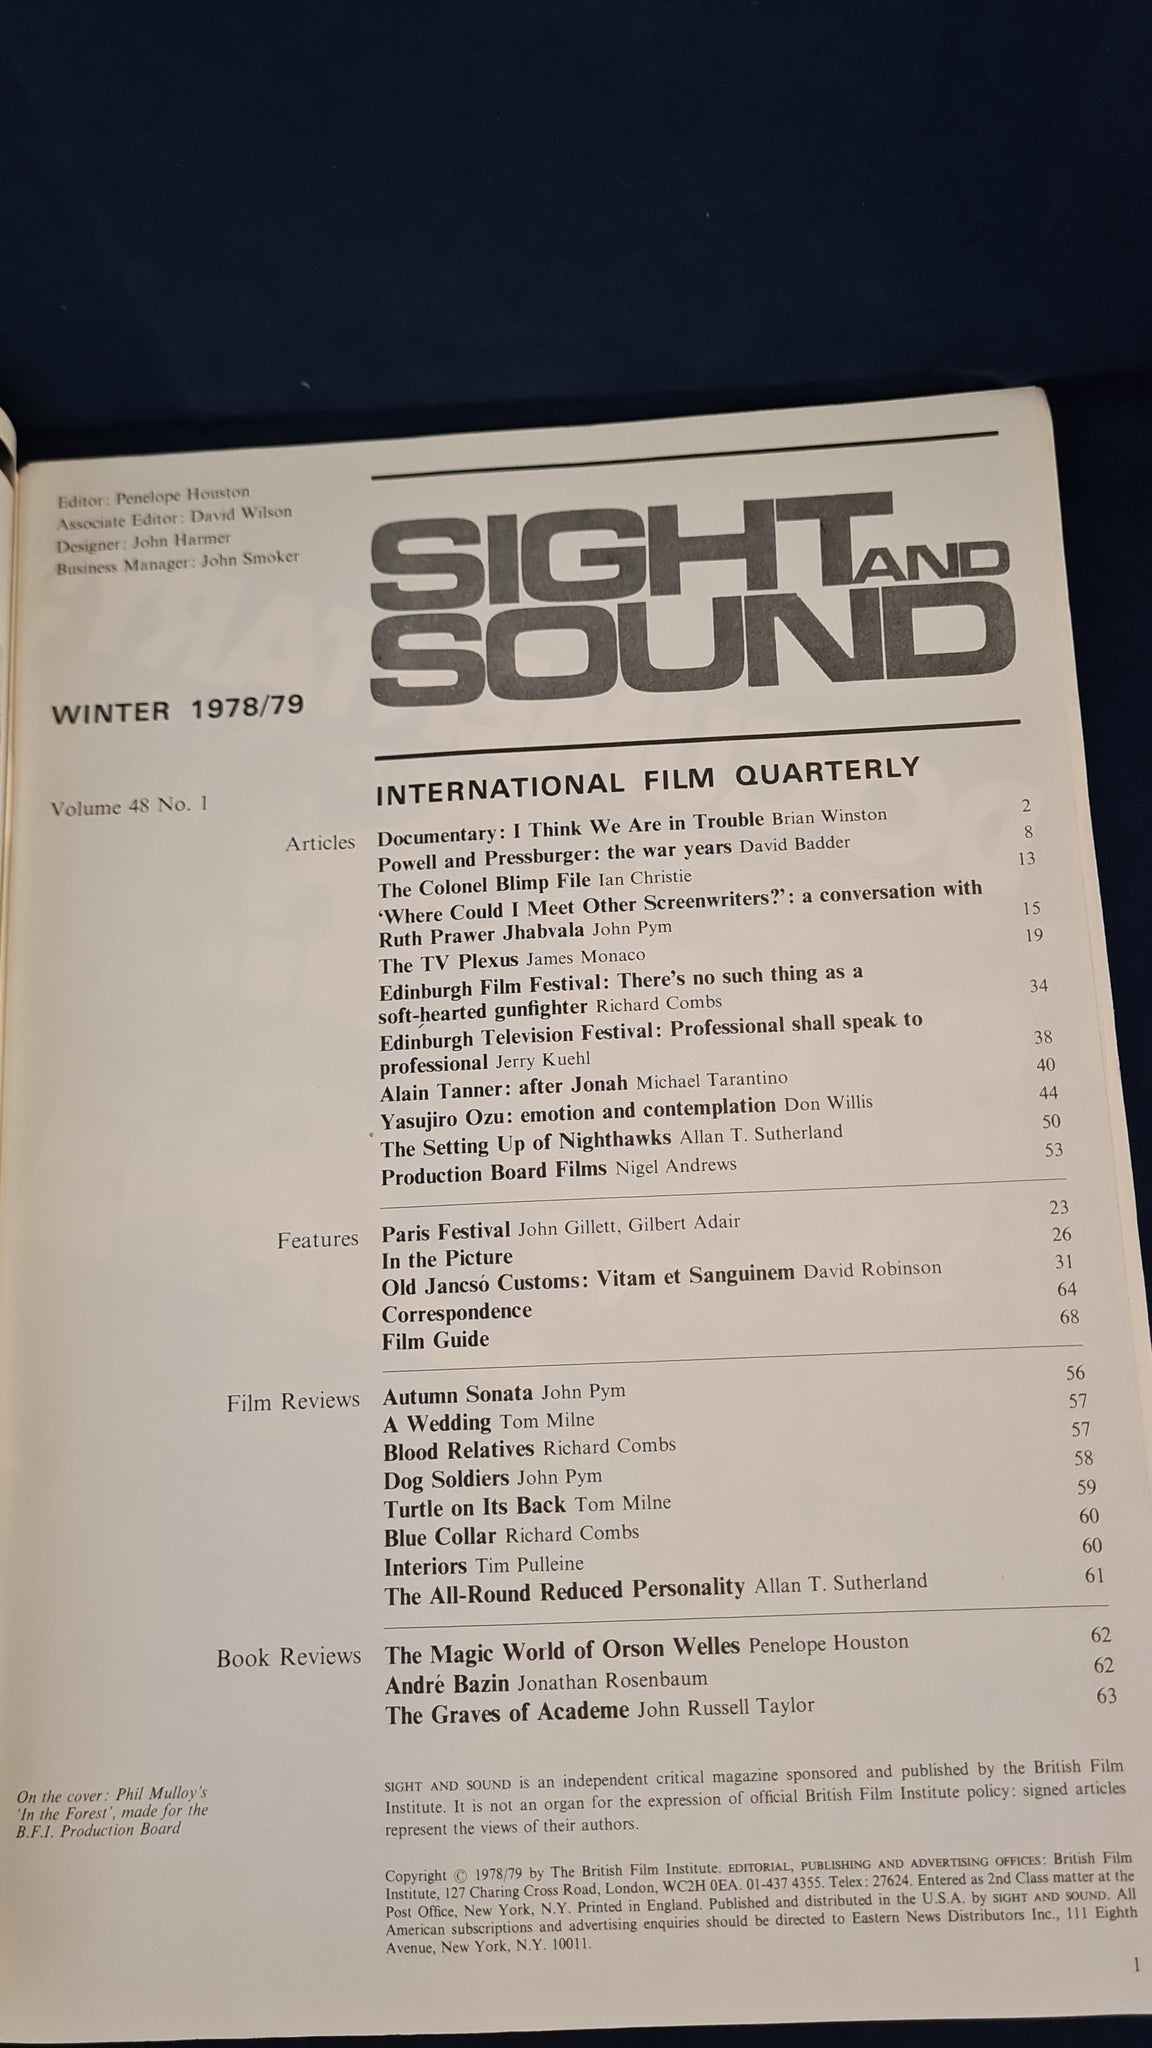 Editor: Penelope Houston
Associate Editor: David Wilson
Designer: John Harmer
Business Manager: John Smoker
SIGHT AND
SOUND
WINTER 1978/79
INTERNATIONAL FILM QUARTERLY
Volume 48 No. 1
Articles
Documentary: I Think We Are in Trouble Brian Winston 2
Powell and Pressburger: the war years David Badder 8
The Colonel Blimp File Ian Christie 13
‘Where Could I Meet Other Screenwriters?’: a conversation with
Ruth Prawer Jhabvala John Pym 15
The TV Plexus James Monaco 19
Edinburgh Film Festival: There's no such thing as a
soft-hearted gunfighter Richard Combs 34
Edinburgh Television Festival: Professional shall speak to
professional Jerry Kuehl 38
Alain Tanner: after Jonah Michael Tarantino 40
Yasujiro Ozu: emotion and contemplation Don Willis 44
The Setting Up of Nighthawks Allan T. Sutherland 50
Production Board Films Nigel Andrews 53
Features
Paris Festival John Gillett, Gilbert Adair 23
In the Picture 26
Old Jancsó Customs: Vitam et Sanguinem David Robinson 31
Correspondence 64
Film Guide 68
Film Reviews
Autumn Sonata John Pym 56
A Wedding Tom Milne 57
Blood Relatives Richard Combs 57
Dog Soldiers John Pym 58
Turtle on Its Back Tom Milne 59
Blue Collar Richard Combs 60
Interiors Tim Pulleine 60
The All-Round Reduced Personality Allan T. Sutherland 61
Book Reviews
The Magic World of Orson Welles Penelope Houston 62
André Bazin Jonathan Rosenbaum 62
The Graves of Academe John Russell Taylor 63
On the cover: Phil Mulloy's
'In the Forest', made for the
B.F.I. Production Board
SIGHT AND SOUND is an independent critical magazine sponsored and published by the British Film
Institute. It is not an organ for the expression of official British Film Institute policy: signed articles
represent the views of their authors.
Copyright © 1978/79 by The British Film Institute. EDITORIAL, PUBLISHING AND ADVERTISING OFFICES: British Film
Institute, 127 Charing Cross Road, London, WC2H 0EA. 01-437 4355. Telex: 27624. Entered as 2nd Class matter at the
Post Office, New York, N.Y. Printed in England. Published and distributed in the U.S.A. by SIGHT AND SOUND. All
American subscriptions and advertising enquiries should be directed to Eastern News Distributors Inc., 111 Eighth
Avenue, New York, N.Y. 10011.
1